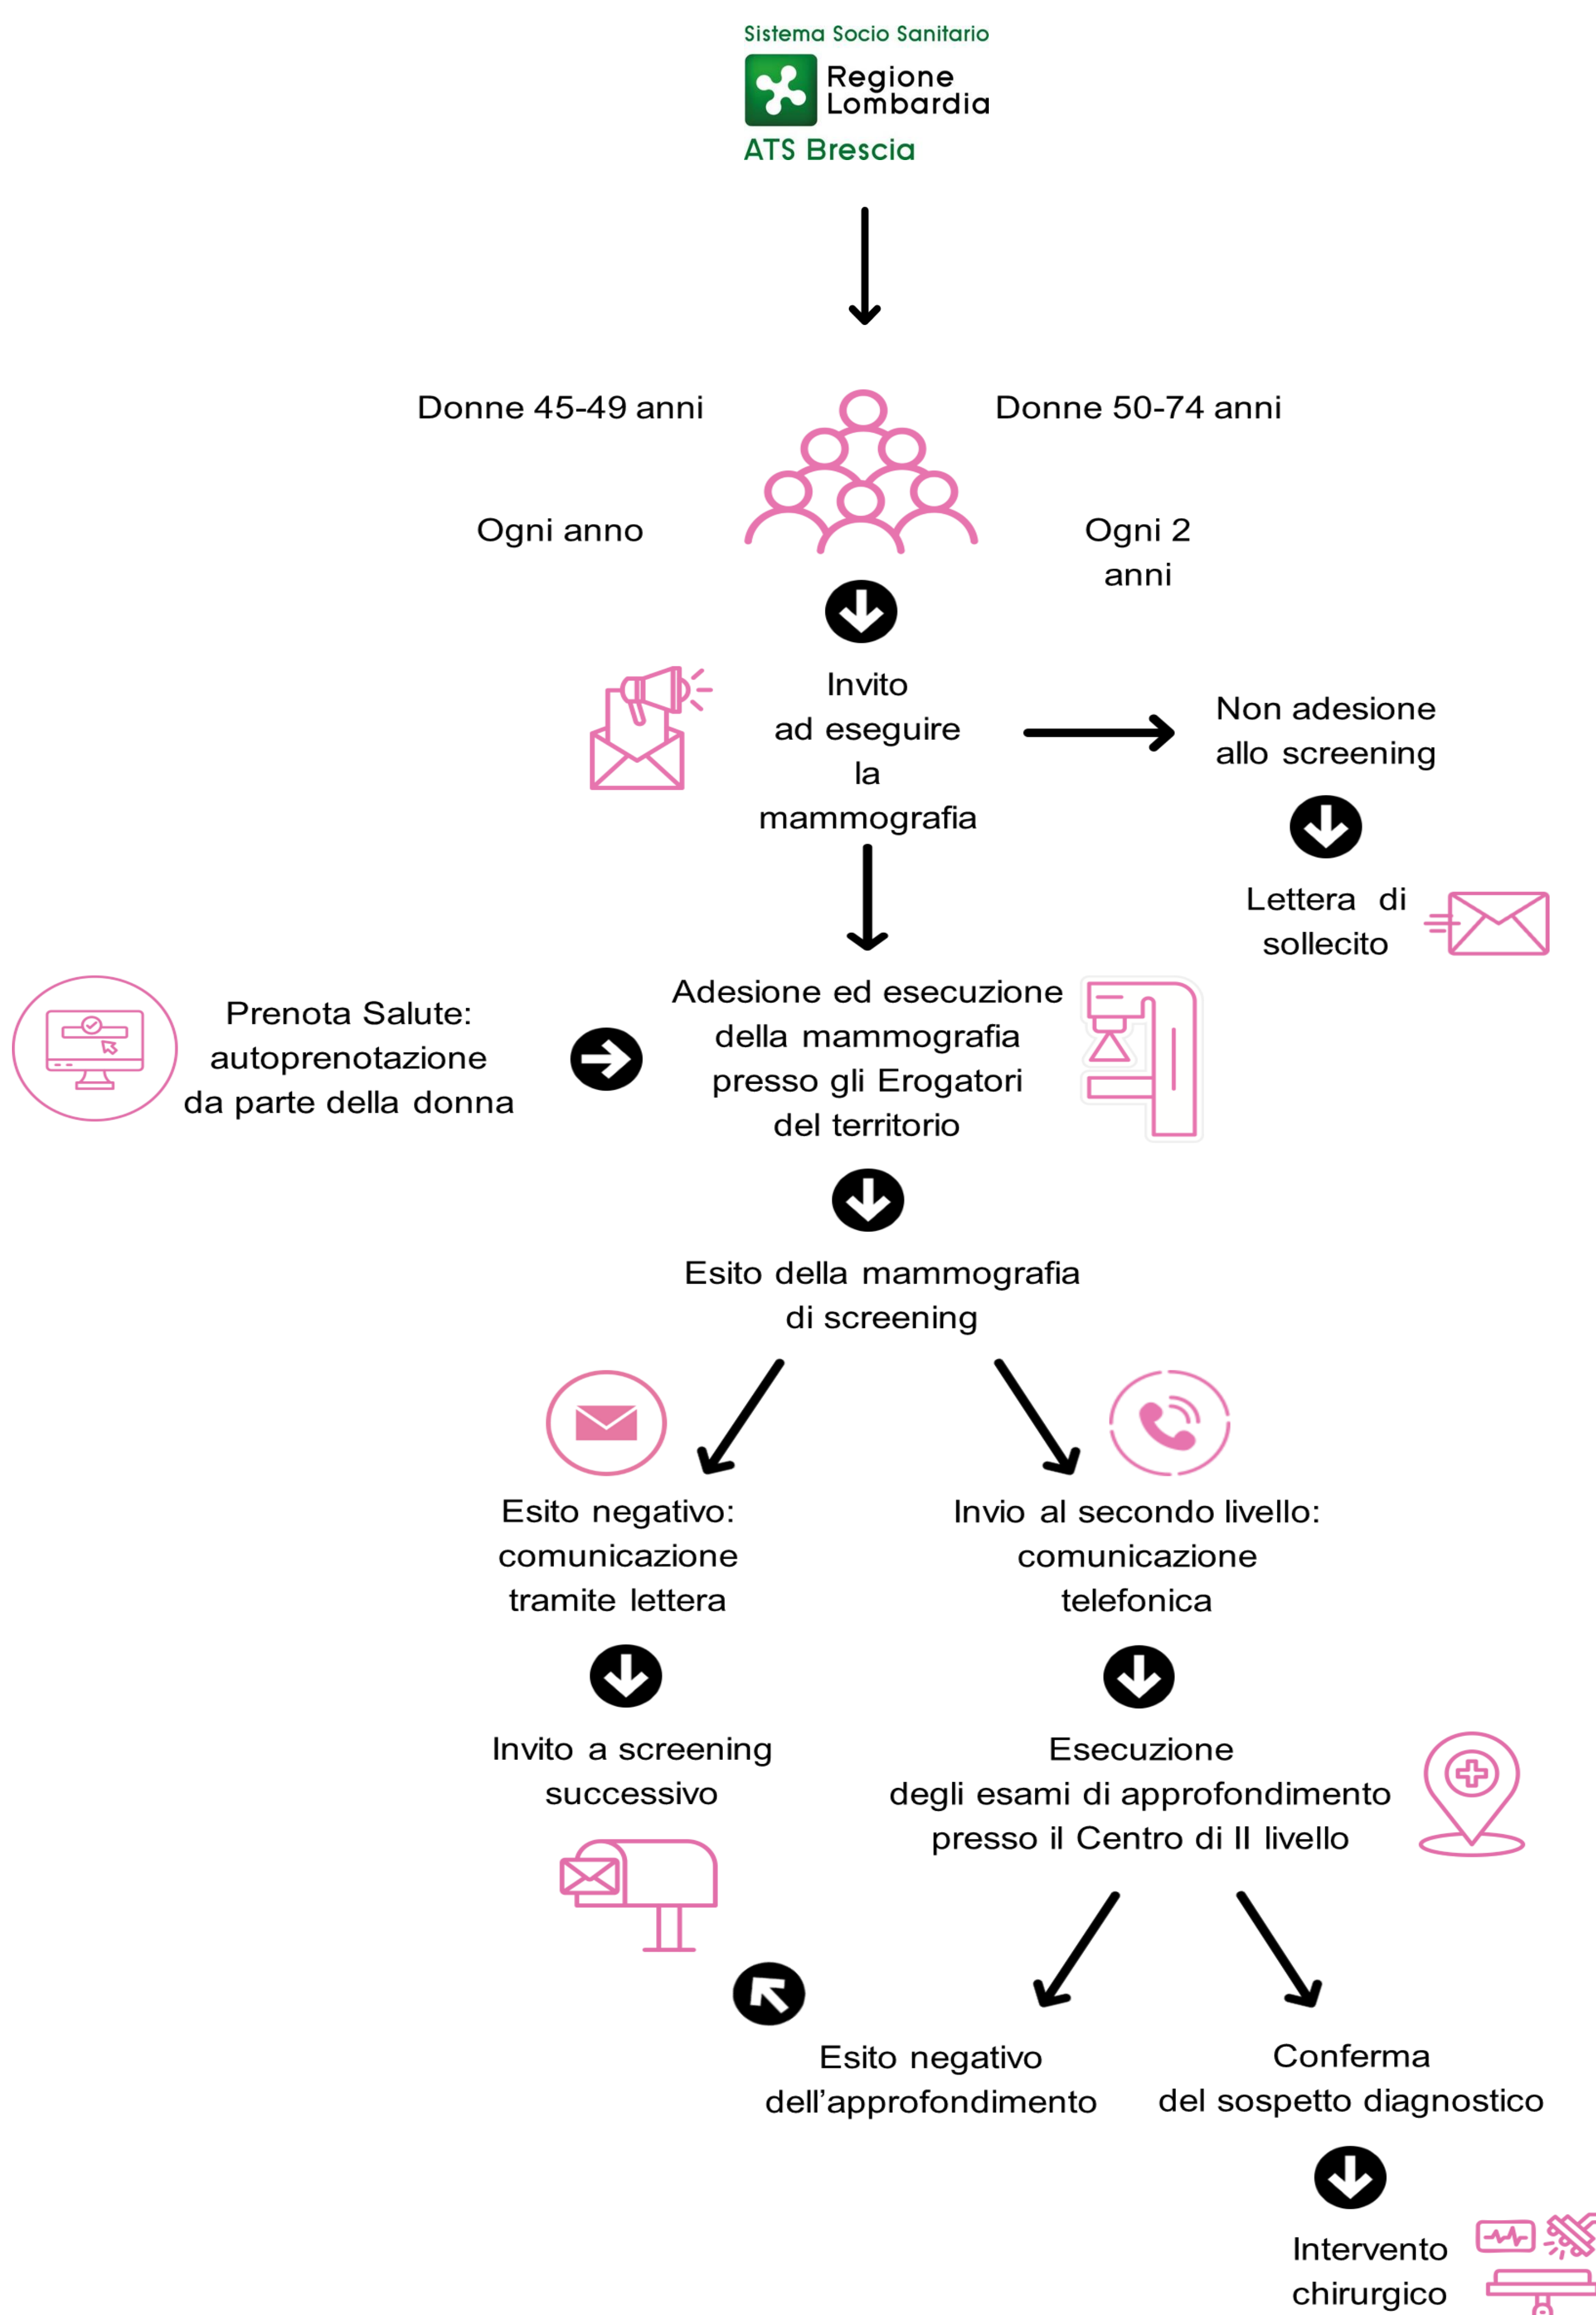 Sistema Socio Sanitario
Regione
Lombardia
ATS Brescia
Donne 45-49 anni
Donne 50-74 anni
Ogni anno
Ogni 2
anni
Invito
ad eseguire
la
mammografia
Non adesione
allo screening
Lettera di
sollecito
Prenota Salute:
autoprenotazione
da parte della donna
Adesione ed esecuzione
della mammografia
presso gli Erogatori
del territorio
Esito della mammografia
di screening
Esito negativo:
comunicazione
tramite lettera
Invio al secondo livello:
comunicazione
telefonica
Invito a screening
successivo
Esecuzione
degli esami di approfondimento
presso il Centro di II livello
Esito negativo
dell'approfondimento
Conferma
del sospetto diagnostico
Intervento
chirurgico